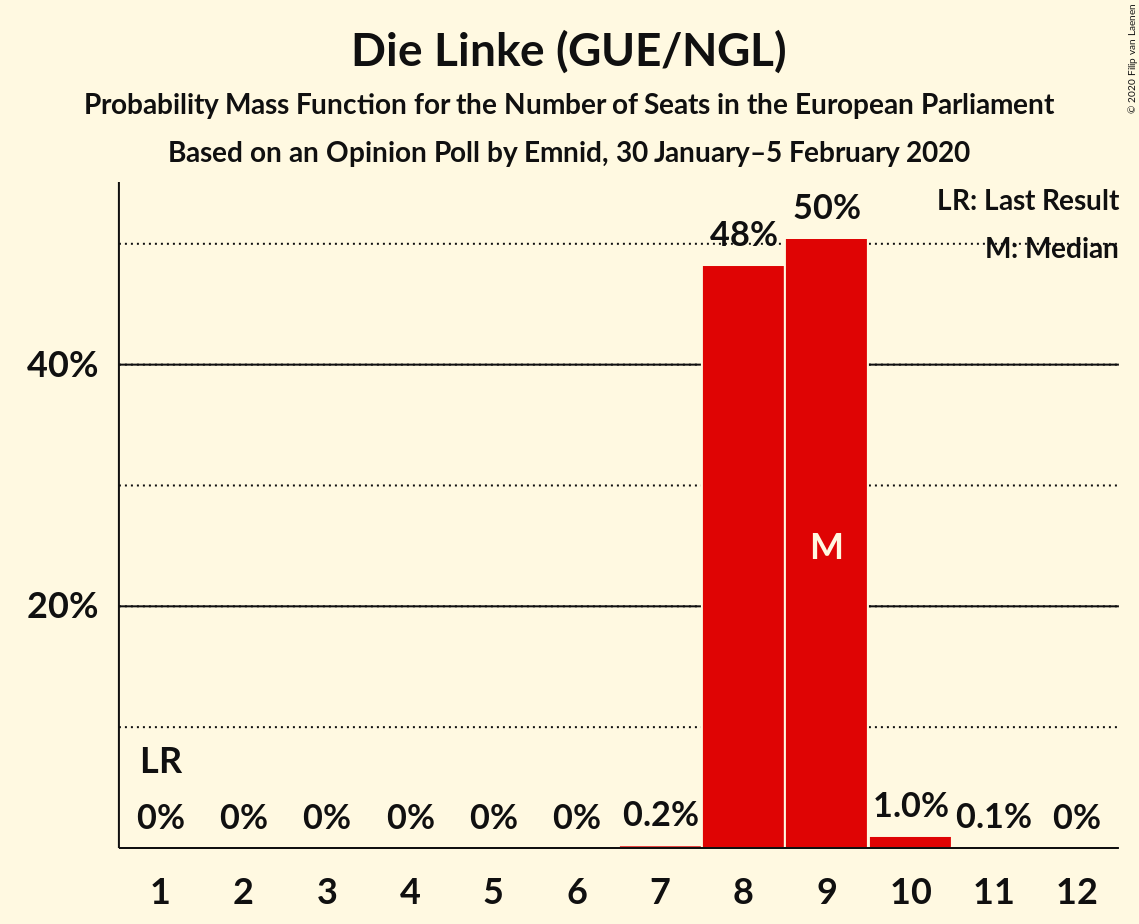 Die Linke (GUE/NGL)
Probability Mass Function for the Number of Seats in the European Parliament
Based on an Opinion Poll by Emnid, 30 January–5 February 2020
© 2020 Filip van Laenen
LR: Last Result
M: Median
50%
48%
40%
M
20%
LR
0% 0% 0% 0% 0% 0% 0.2% 1.0% 0.1% 0%
1 2 3 4 5 6 7 8 9 10 11 12